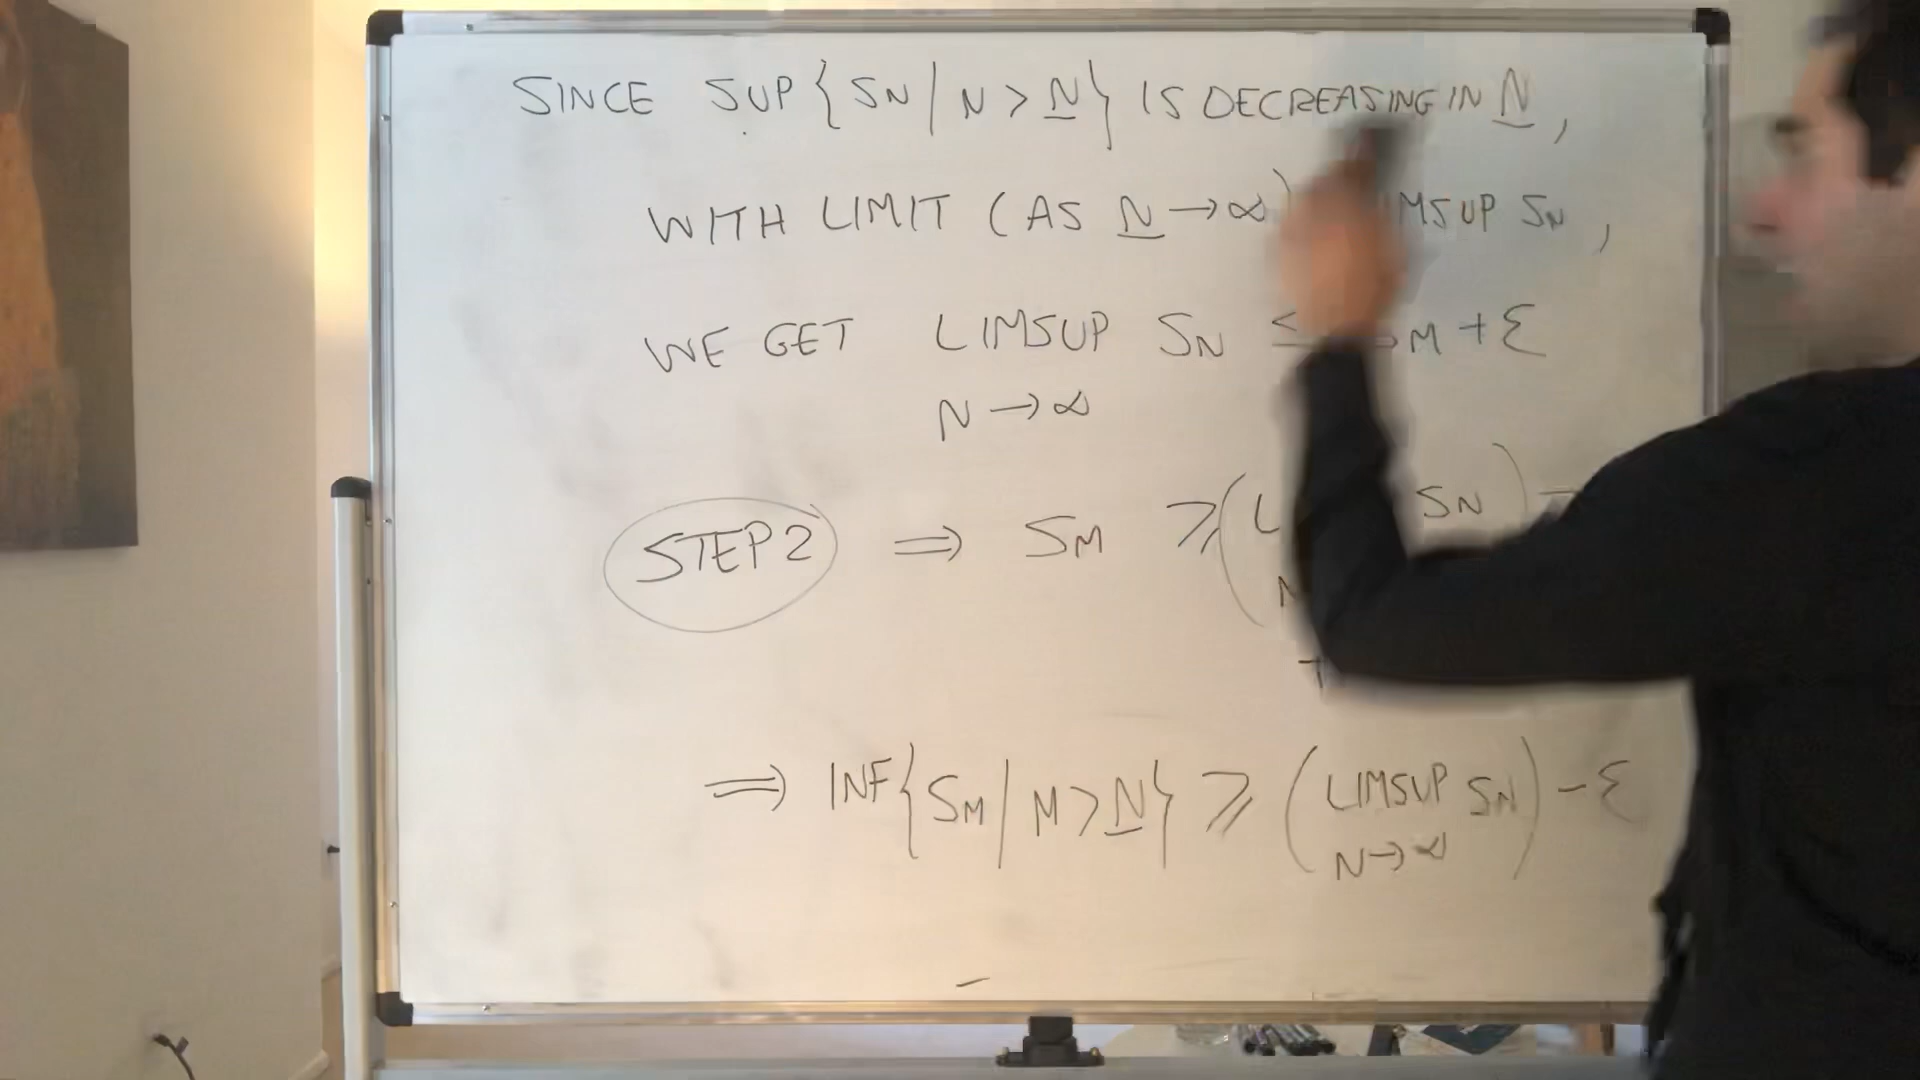 SINCE SUP{SN | N > N} IS DECREASING IN N,
WITH LIMIT (AS N → ∞) SN,
WE GET LIMSUP SN ≤ + ε
N → ∞
STEP 2 ⟹ SM ≥ ( SN )
⟹ INF{SM | M > N} ≥ (LIMSUP SN) - ε
N → ∞